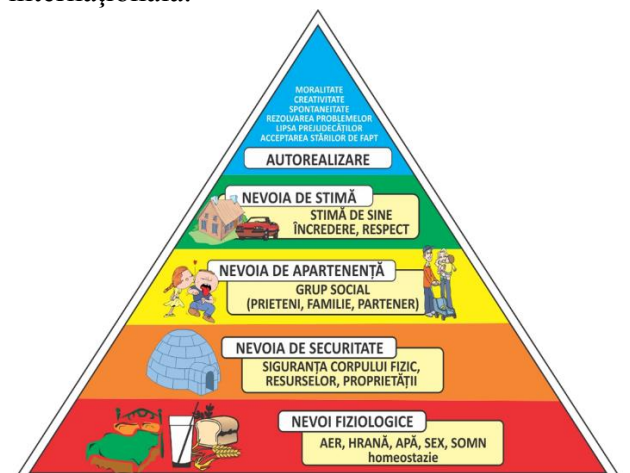 internațională.
MORALITATE
CREATIVITATE
SPONTANEITATE
REZOLVAREA PROBLEMELOR
LIPSA PREJUDECĂȚILOR
ACCEPTAREA STĂRILOR DE FAPT
AUTOREALIZARE
NEVOIA DE STIMĂ
STIMĂ DE SINE
ÎNCREDERE, RESPECT
NEVOIA DE APARTENENȚĂ
GRUP SOCIAL
(PRIETENI, FAMILIE, PARTENER)
NEVOIA DE SECURITATE
SIGURANȚA CORPULUI FIZIC,
RESURSELOR, PROPRIETĂȚII
NEVOI FIZIOLOGICE
AER, HRANĂ, APĂ, SEX, SOMN
homeostazie